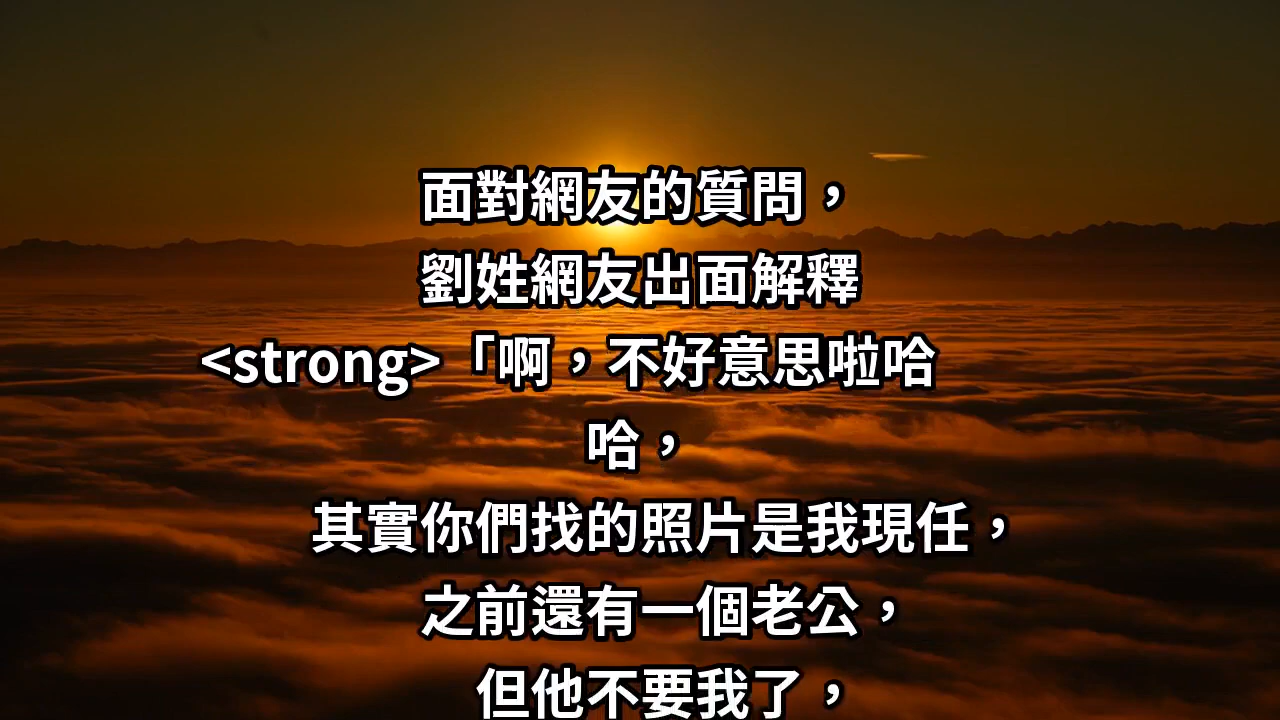 面對網友的質問，
劉姓網友出面解釋
<strong>「啊，不好意思啦哈
哈，
其實你們找的照片是我現任，
之前還有一個老公，
但他不要我了，